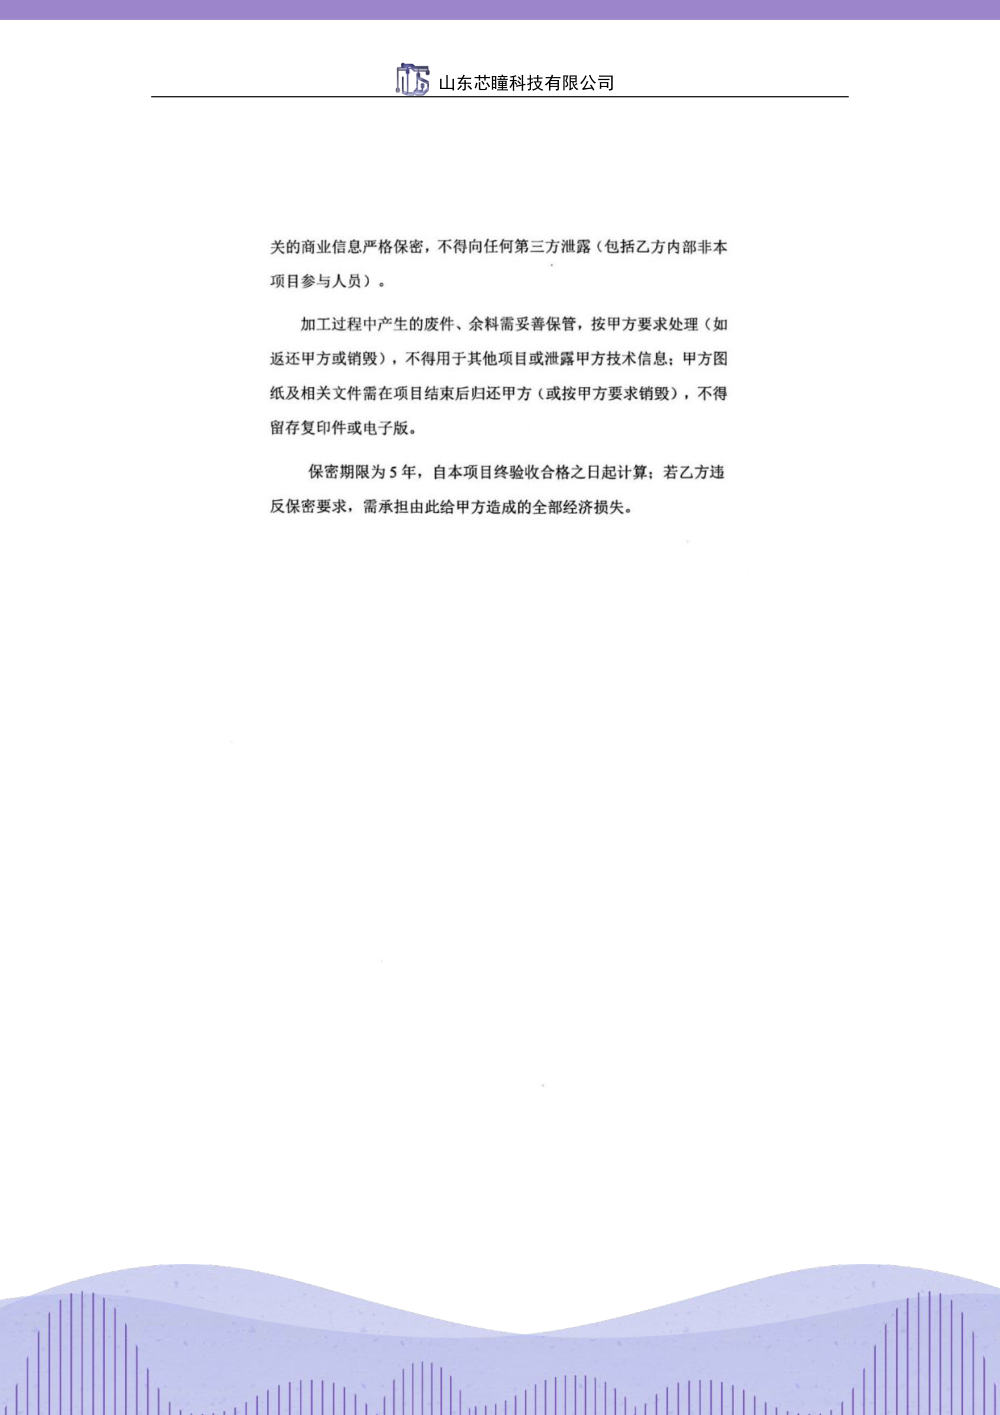 山东芯瞳科技有限公司
关的商业信息严格保密，不得向任何第三方泄露（包括乙方内部非本
项目参与人员）。
加工过程中产生的废件、余料需妥善保管，按甲方要求处理（如
返还甲方或销毁），不得用于其他项目或泄露甲方技术信息；甲方图
纸及相关文件需在项目结束后归还甲方（或按甲方要求销毁），不得
留存复印件或电子版。
保密期限为 5 年，自本项目终验收合格之日起计算；若乙方违
反保密要求，需承担由此给甲方造成的全部经济损失。